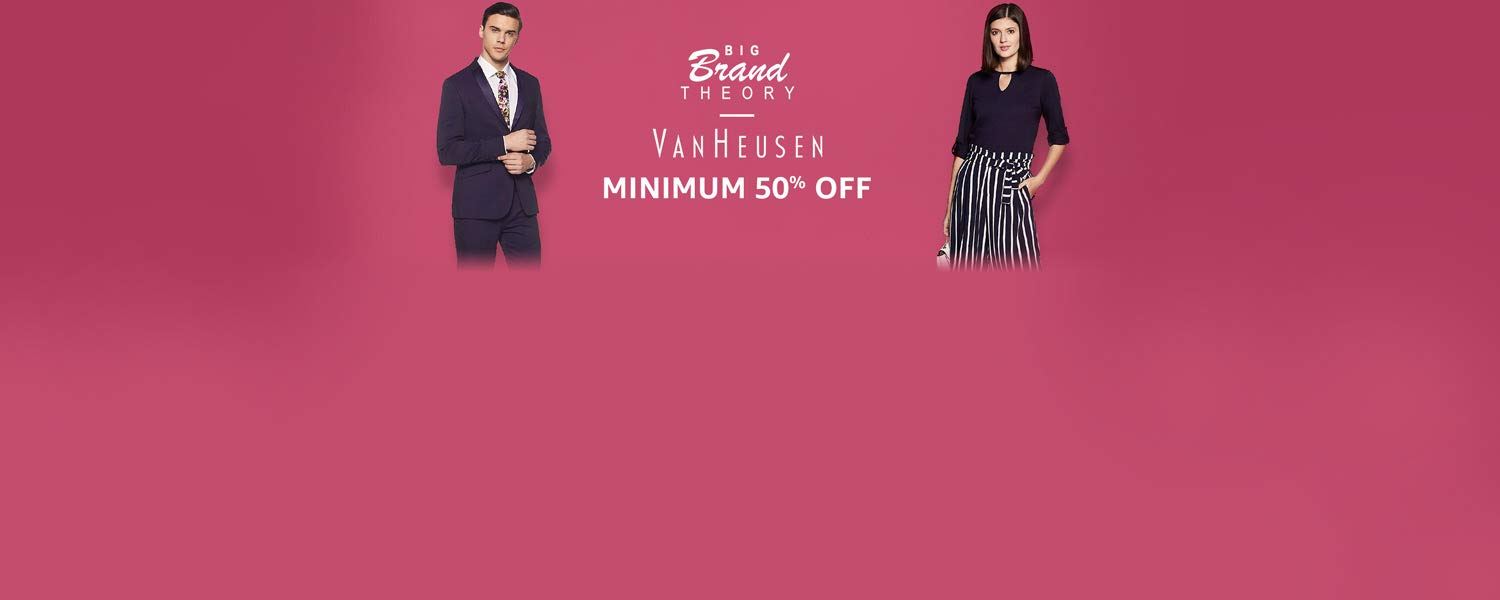 BIG
Brand
THEORY
VANHEUSEN
MINIMUM 50% OFF